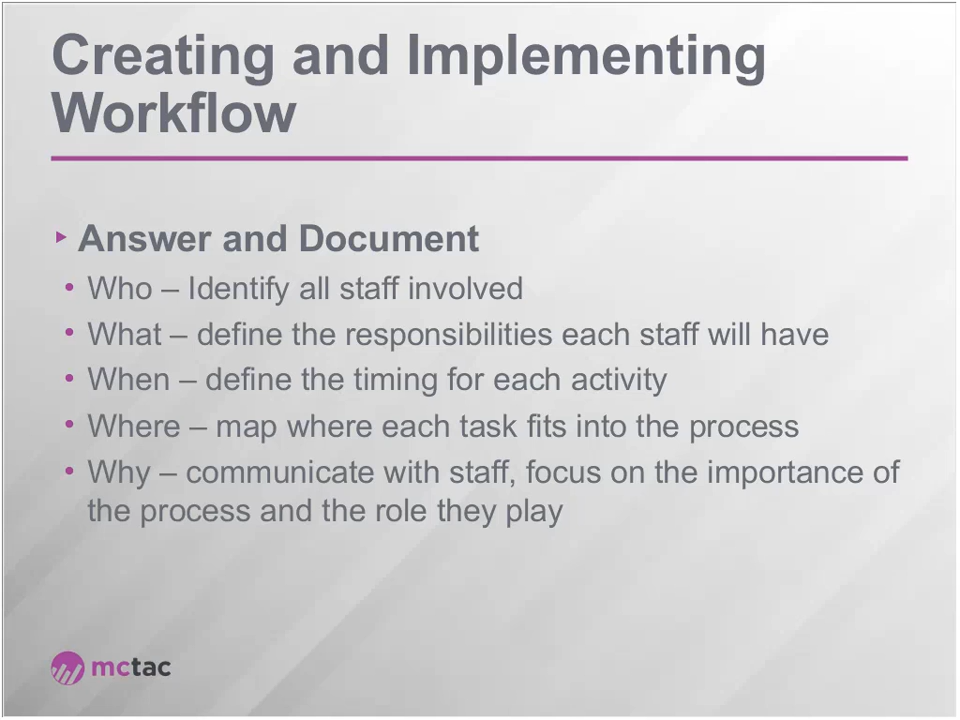 Creating and Implementing
Workflow
▸ Answer and Document
• Who – Identify all staff involved
• What – define the responsibilities each staff will have
• When – define the timing for each activity
• Where – map where each task fits into the process
• Why – communicate with staff, focus on the importance of
the process and the role they play
mctac